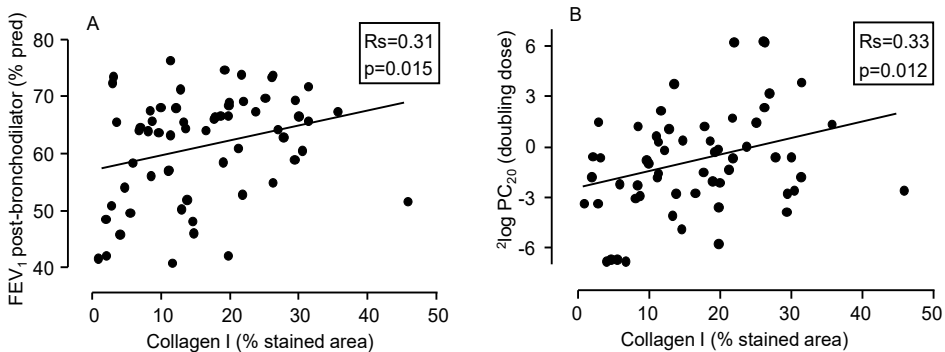 A
FEV₁ post-bronchodilator (% pred)
80
70
60
50
40
Rs=0.31
p=0.015
0 10 20 30 40 50
Collagen I (% stained area)
B
²log PC₂₀ (doubling dose)
6
3
0
-3
-6
Rs=0.33
p=0.012
0 10 20 30 40 50
Collagen I (% stained area)